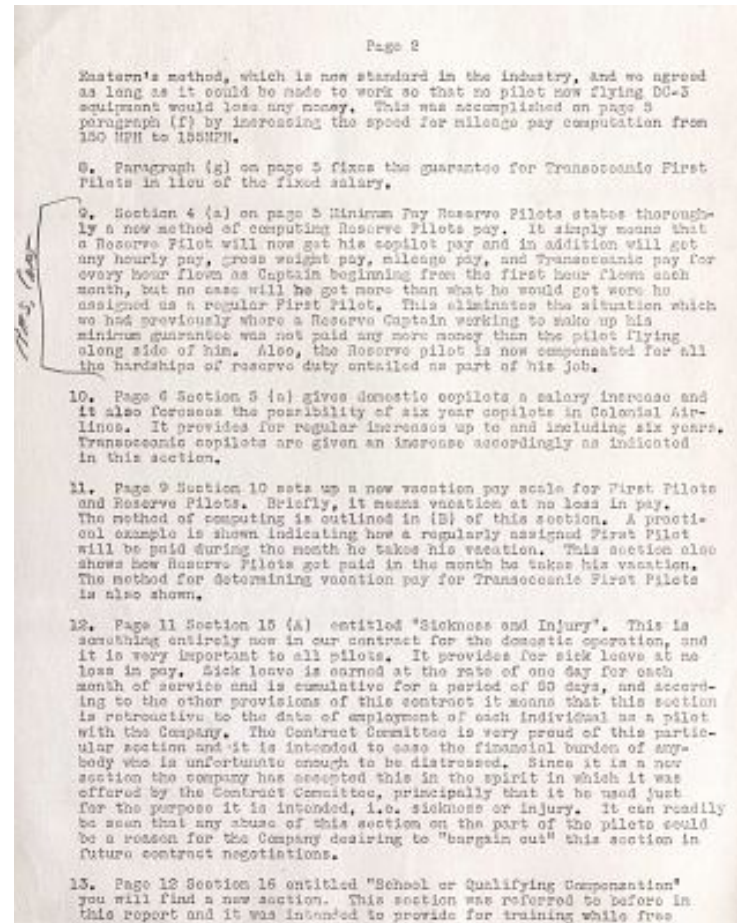 Page 2
Eastern's method, which is now standard in the industry, and we agreed
as long as it could be made to work so that no pilot now flying DC-3
equipment would lose any money. This was accomplished on page 5
paragraph (f) by increasing the speed for mileage pay computation from
150 MPH to 155MPH.
8. Paragraph (g) on page 5 fixes the guarantee for Transoceanic First
Pilots in lieu of the fixed salary.
9. Section 4 (a) on page 5 Minimum Pay Reserve Pilots states thorough-
ly a new method of computing Reserve Pilots pay. It simply means that
a Reserve Pilot will now get his copilot pay and in addition will get
any hourly pay, gross weight pay, mileage pay, and Transoceanic pay for
every hour flown as Captain beginning from the first hour flown each
month, but no case will he get more than what he would get were he
assigned as a regular First Pilot. This eliminates the situation which
we had previously where a Reserve Captain working to make up his
minimum guarantee was not paid any more money than the pilot flying
along side of him. Also, the Reserve pilot is now compensated for all
the hardships of reserve duty entailed as part of his job.
10. Page 6 Section 5 (a) gives domestic copilots a salary increase and
it also foresees the possibility of six year copilots in Colonial Air-
lines. It provides for regular increases up to and including six years.
Transoceanic copilots are given an increase accordingly as indicated
in this section.
11. Page 9 Section 10 sets up a new vacation pay scale for First Pilots
and Reserve Pilots. Briefly, it means vacation at no loss in pay.
The method of computing is outlined in (B) of this section. A practi-
cal example is shown indicating how a regularly assigned First Pilot
will be paid during the month he takes his vacation. This section also
shows how Reserve Pilots get paid in the month he takes his vacation.
The method for determining vacation pay for Transoceanic First Pilots
is also shown.
12. Page 11 Section 15 (A) entitled "Sickness and Injury". This is
something entirely new in our contract for the domestic operation, and
it is very important to all pilots. It provides for sick leave at no
loss in pay. Sick leave is earned at the rate of one day for each
month of service and is cumulative for a period of 60 days, and accord-
ing to the other provisions of this contract it means that this section
is retroactive to the date of employment of each individual as a pilot
with the Company. The Contract Committee is very proud of this partic-
ular section and it is intended to ease the financial burden of any-
body who is unfortunate enough to be distressed. Since it is a new
section the company has accepted this in the spirit in which it was
offered by the Contract Committee, principally that it be used just
for the purpose it is intended, i.e. sickness or injury. It can readily
be seen that any abuse of this section on the part of the pilots could
be a reason for the Company desiring to "bargain out" this section in
future contract negotiations.
13. Page 12 Section 16 entitled "School or Qualifying Compensation"
you will find a new section. This section was referred to before in
this report and it was intended to provide for training while free